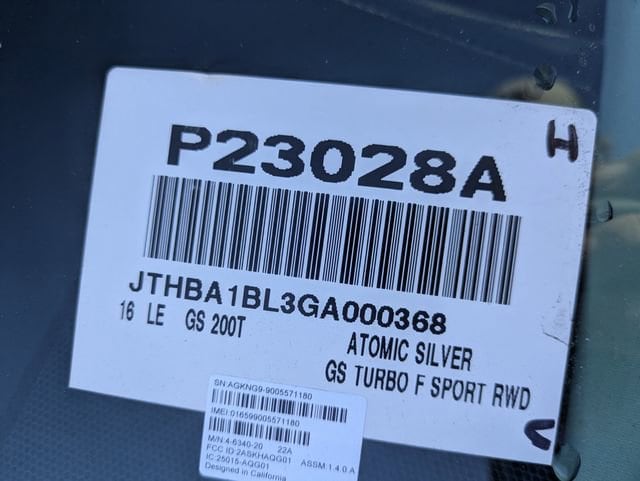 P23028A
H
JTHBA1BL3GA000368
16 LE GS 200T
ATOMIC SILVER
GS TURBO F SPORT RWD
SN:AGKNG9-9005571180
IMEI:016599005571180
M/N:4-6340-20 22A
FCC ID:2ASKHAQG01 ASSM:1.4.0.A
IC:25015-AQG01
Designed in California